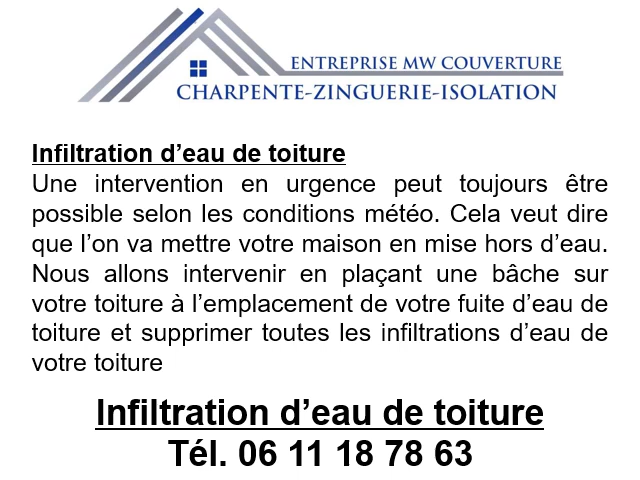 ENTREPRISE MW COUVERTURE
CHARPENTE-ZINGUERIE-ISOLATION
Infiltration d’eau de toiture
Une intervention en urgence peut toujours être
possible selon les conditions météo. Cela veut dire
que l’on va mettre votre maison en mise hors d’eau.
Nous allons intervenir en plaçant une bâche sur
votre toiture à l’emplacement de votre fuite d’eau de
toiture et supprimer toutes les infiltrations d’eau de
votre toiture
Infiltration d’eau de toiture
Tél. 06 11 18 78 63